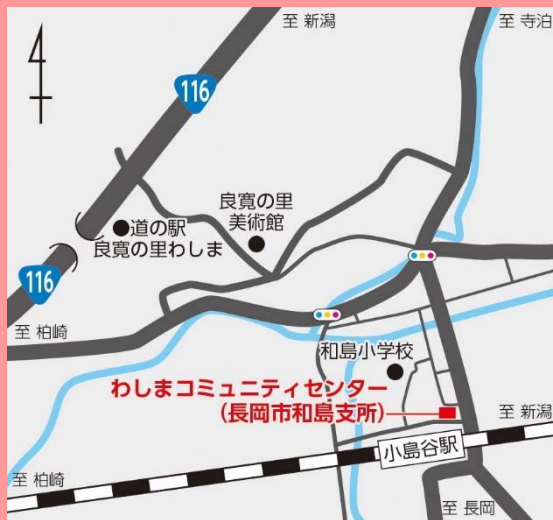 至 新潟
至 寺泊
116
良寛の里
美術館
道の駅
良寛の里わしま
116
至 柏崎
和島小学校
わしまコミュニティセンター
(長岡市和島支所)
至 新潟
小島谷駅
至 柏崎
至 長岡